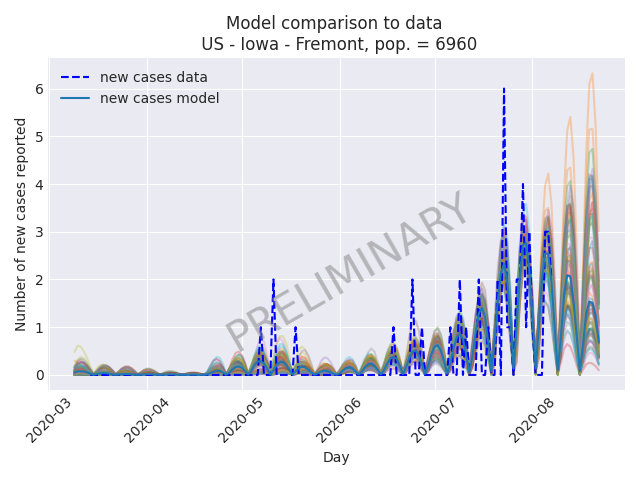 Model comparison to data
US - Iowa - Fremont, pop. = 6960
new cases data
new cases model
PRELIMINARY
Number of new cases reported
6
5
4
3
2
1
0
2020-03
2020-04
2020-05
2020-06
2020-07
2020-08
Day